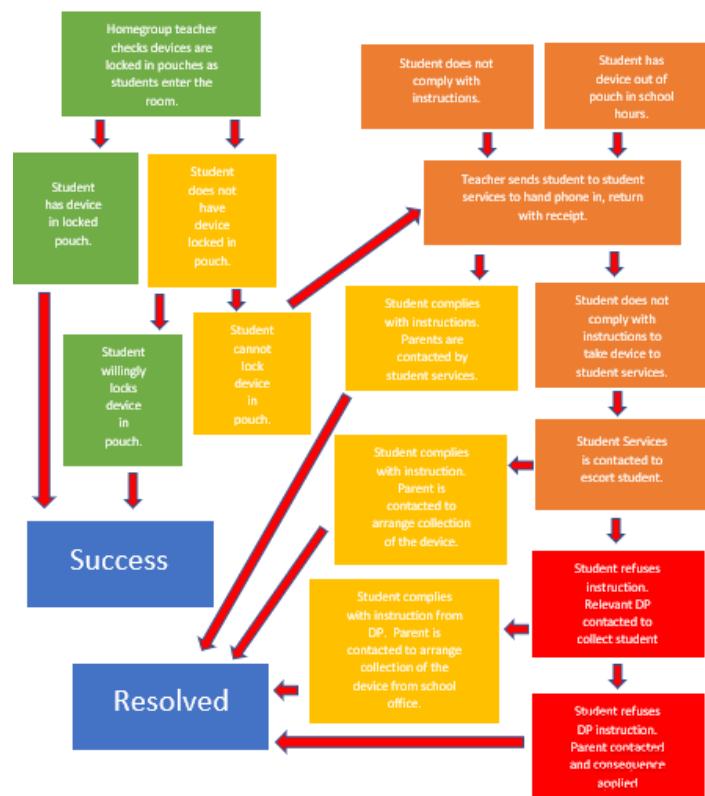 Homegroup teacher
checks devices are
locked in pouches as
students enter the
room.
Student does not
comply with
instructions.
Student has
device out of
pouch in school
hours.
Student
has device
in locked
pouch.
Student
does not
have
device
locked in
pouch.
Teacher sends student to student
services to hand phone in, return
with receipt.
Student
willingly
locks
device
in
pouch.
Student
cannot
lock
device
in
pouch.
Student complies
with instructions.
Parents are
contacted by
student services.
Student does not
comply with
instructions to
take device to
student services.
Student complies
with instruction.
Parent is
contacted to
arrange collection
of the device.
Student Services
is contacted to
escort student.
Success
Student complies
with instruction from
DP. Parent is
contacted to arrange
collection of the
device from school
office.
Student refuses
instruction.
Relevant DP
contacted to
collect student
Resolved
Student refuses
DP instruction.
Parent contacted
and consequence
applied